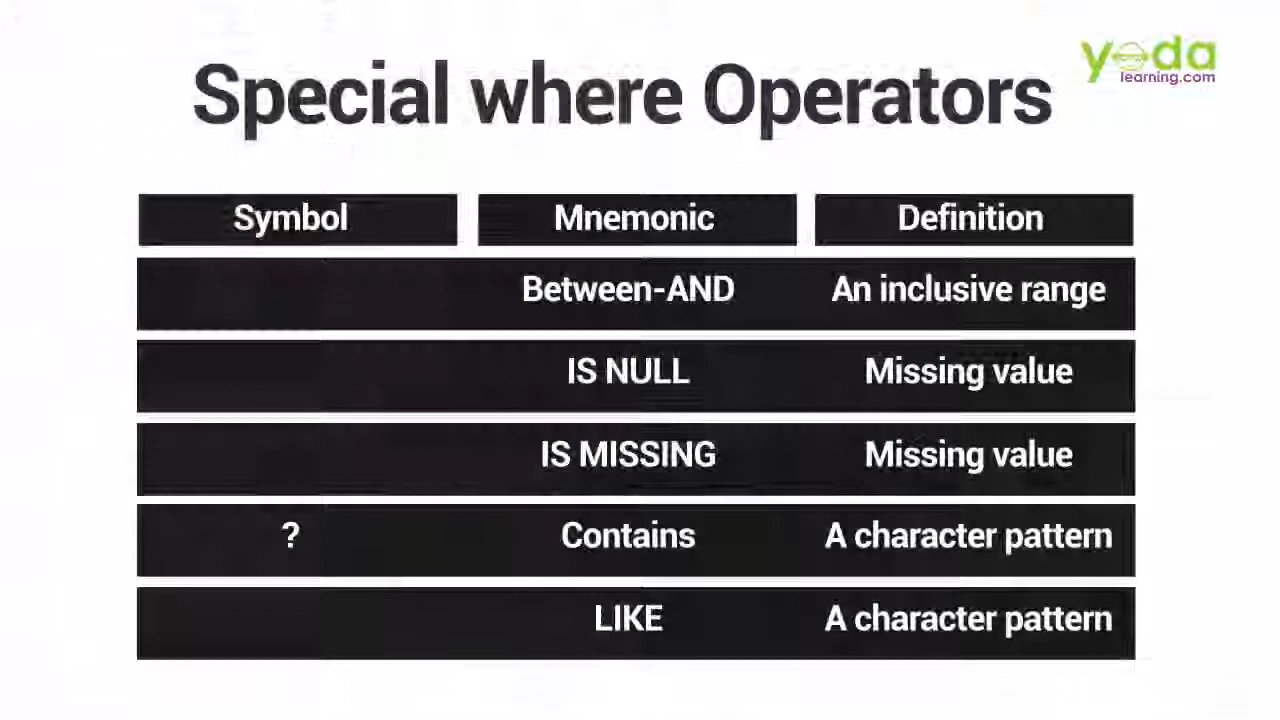 yoda
learning.com
Special where Operators
Symbol Mnemonic Definition
Between-AND An inclusive range
IS NULL Missing value
IS MISSING Missing value
? Contains A character pattern
LIKE A character pattern